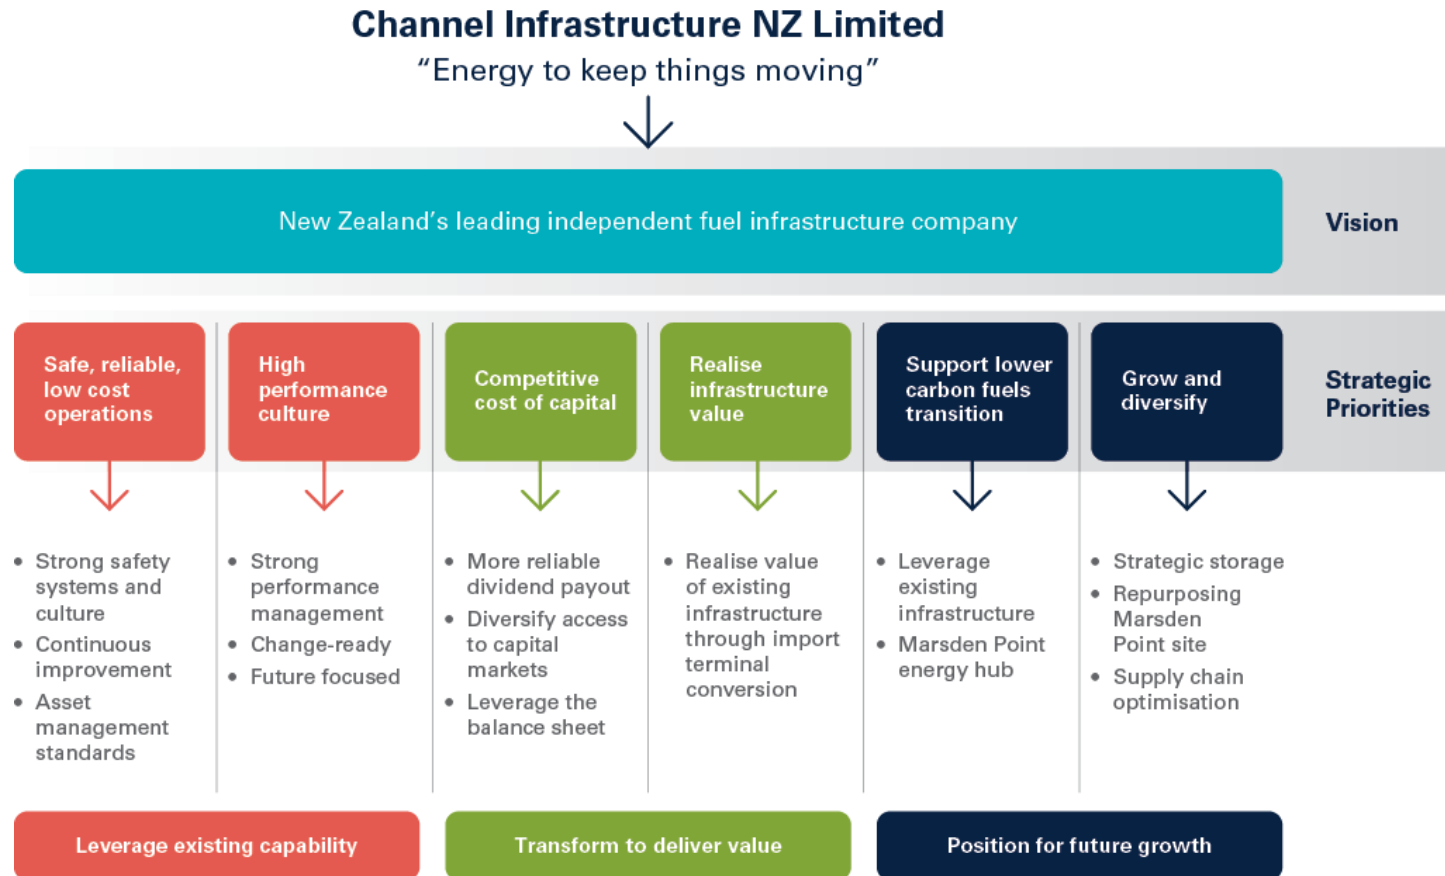 Channel Infrastructure NZ Limited
“Energy to keep things moving”
New Zealand’s leading independent fuel infrastructure company
Vision
Safe, reliable,
low cost
operations
High
performance
culture
Competitive
cost of capital
Realise
infrastructure
value
Support lower
carbon fuels
transition
Grow and
diversify
Strategic
Priorities
• Strong safety
systems and
culture
• Continuous
improvement
• Asset
management
standards
• Strong
performance
management
• Change-ready
• Future focused
• More reliable
dividend payout
• Diversify access
to capital
markets
• Leverage the
balance sheet
• Realise value
of existing
infrastructure
through import
terminal
conversion
• Leverage
existing
infrastructure
• Marsden Point
energy hub
• Strategic storage
• Repurposing
Marsden
Point site
• Supply chain
optimisation
Leverage existing capability
Transform to deliver value
Position for future growth